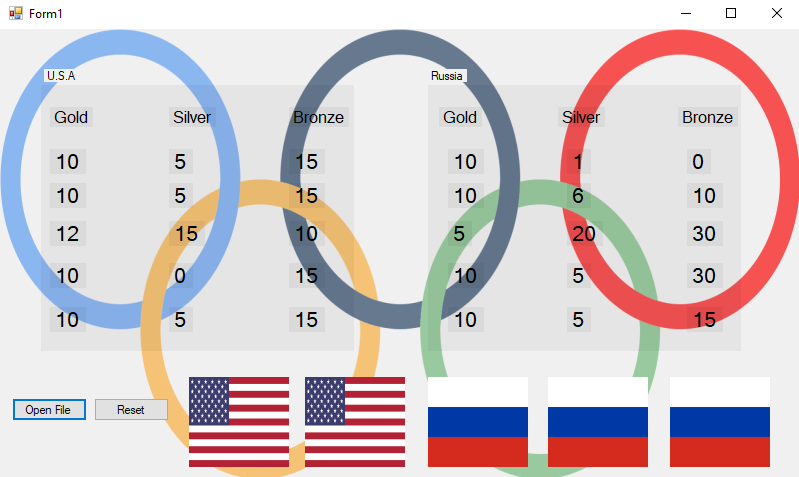 Form1
U.S.A
Russia
Gold Silver Bronze Gold Silver Bronze
10 5 15 10 1 0
10 5 15 10 6 10
12 15 10 5 20 30
10 0 15 10 5 30
10 5 15 10 5 15
Open File Reset